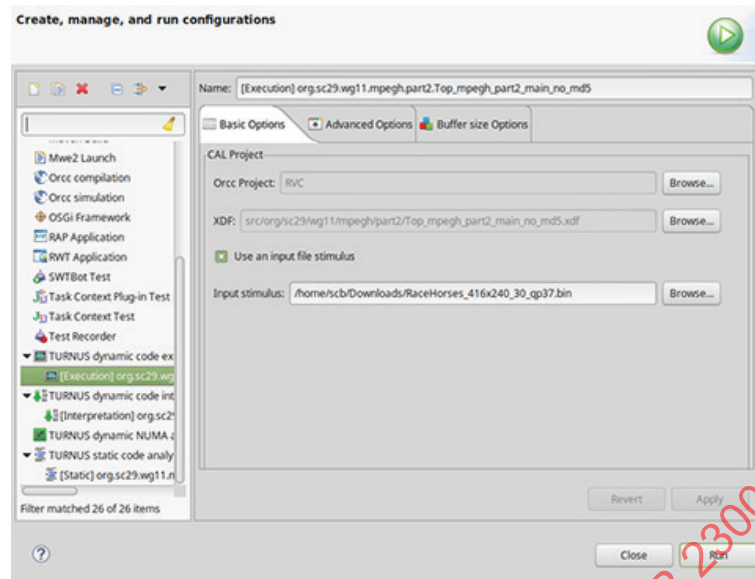 Create, manage, and run configurations
Name: [Execution] org.sc29.wg11.mpegh.part2.Top_mpegh_part2_main_no_md5
Basic Options
Advanced Options
Buffer size Options
CAL Project
Orcc Project: RVC
Browse...
XDF: src/org/sc29/wg11/mpegh/part2/Top_mpegh_part2_main_no_md5.xdf
Browse...
Use an input file stimulus
Input stimulus: /home/scb/Downloads/RaceHorses_416x240_30_qp37.bin
Browse...
Mwe2 Launch
Orcc compilation
Orcc simulation
OSGi Framework
RAP Application
RWT Application
SWTBot Test
Task Context Plug-in Test
Task Context Test
Test Recorder
TURNUS dynamic code ex
[Execution] org.sc29.wg
TURNUS dynamic code int
[Interpretation] org.sc2
TURNUS dynamic NUMA
TURNUS static code analy
[Static] org.sc29.wg11.
Filter matched 26 of 26 items
Revert
Apply
?
Close
Run
2300